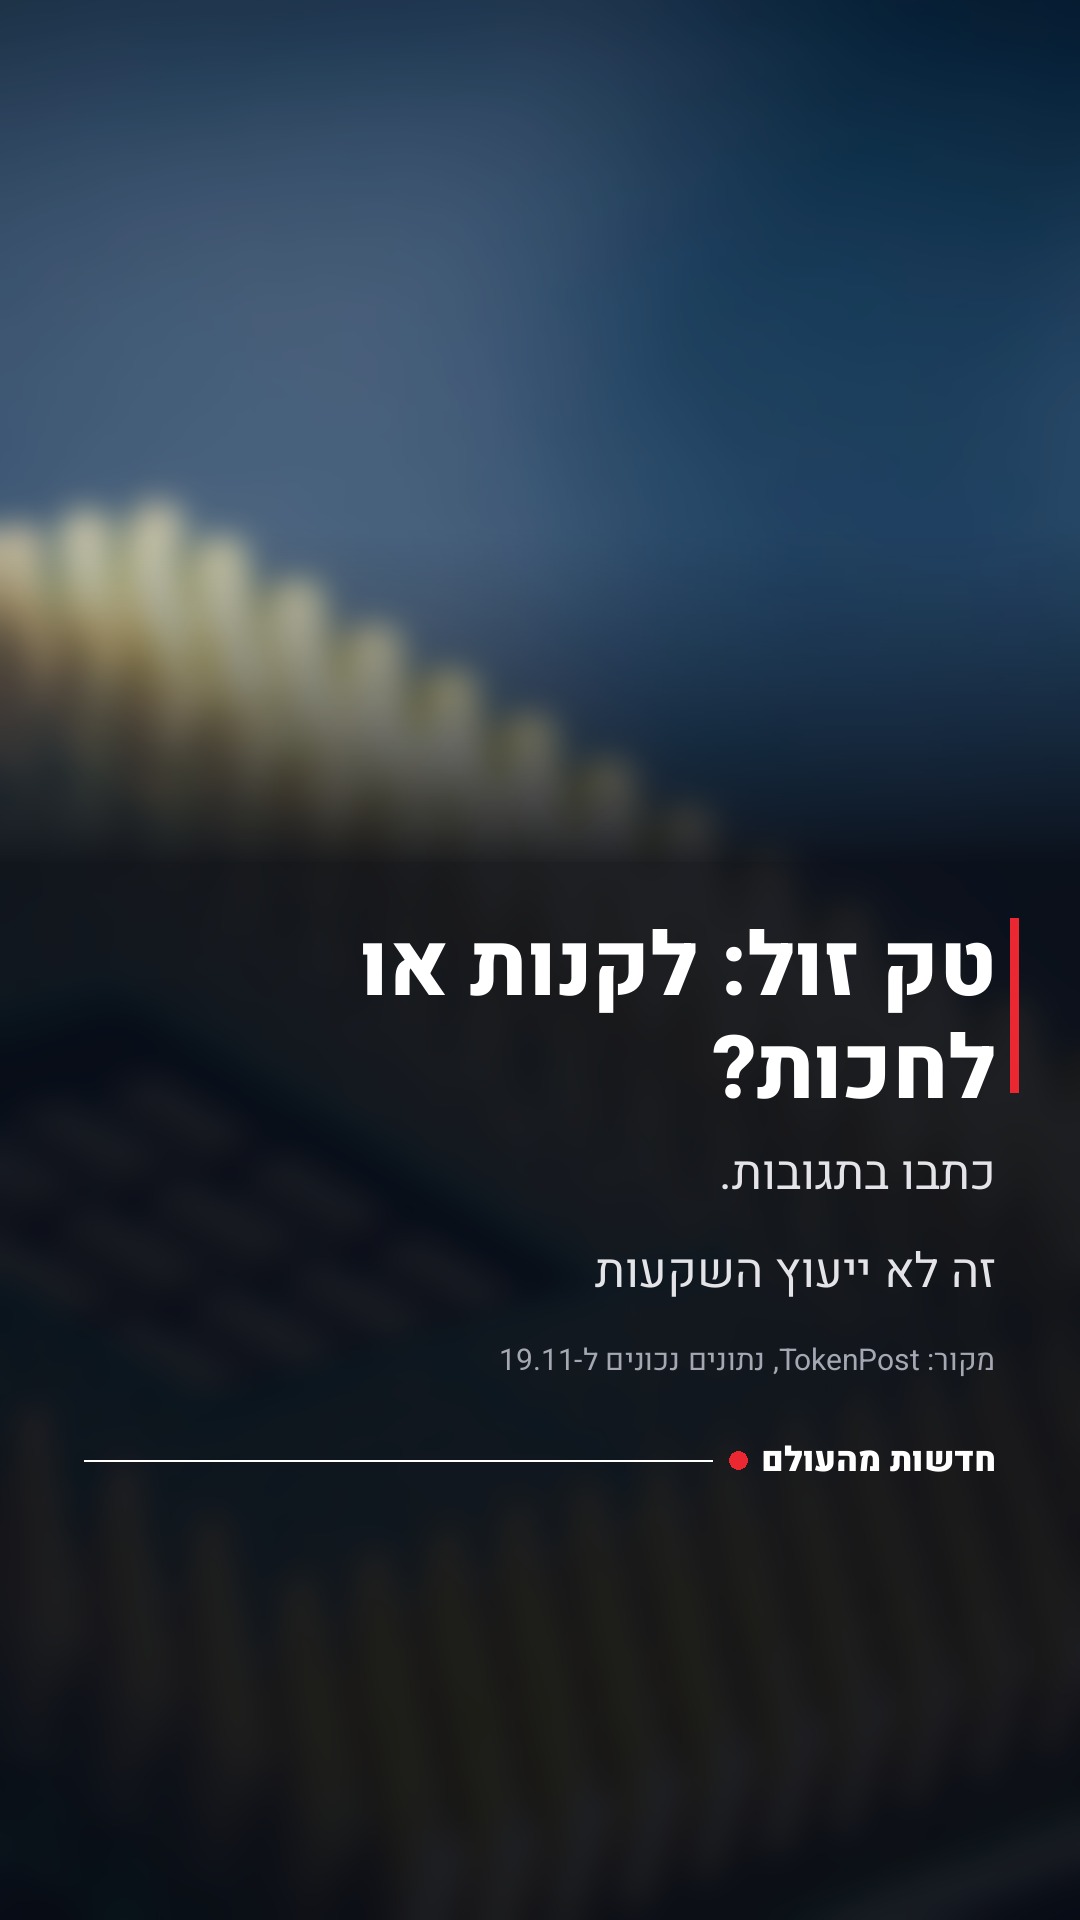 טק זול: לקנות או
לחכות?
כתבו בתגובות.
זה לא ייעוץ השקעות
מקור: TokenPost, נתונים נכונים ל-19.11
חדשות מהעולם